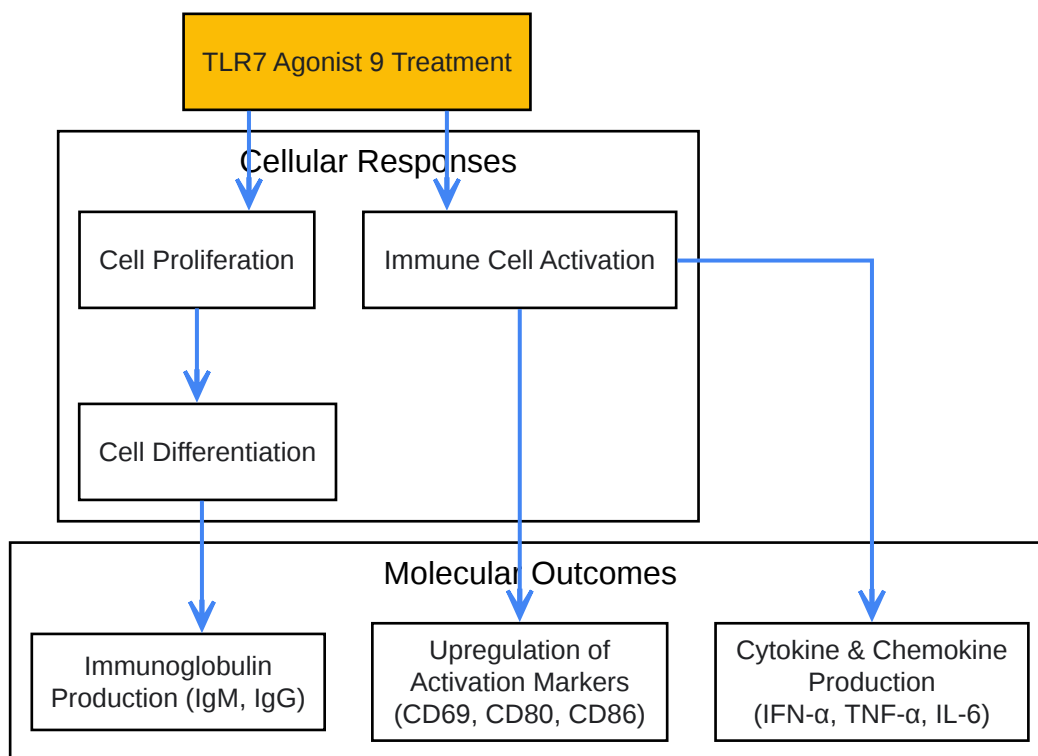 TLR7 Agonist 9 Treatment
Cellular Responses
Cell Proliferation
Immune Cell Activation
Cell Differentiation
Molecular Outcomes
Immunoglobulin
Production (IgM, IgG)
Upregulation of
Activation Markers
(CD69, CD80, CD86)
Cytokine & Chemokine
Production
(IFN-α, TNF-α, IL-6)